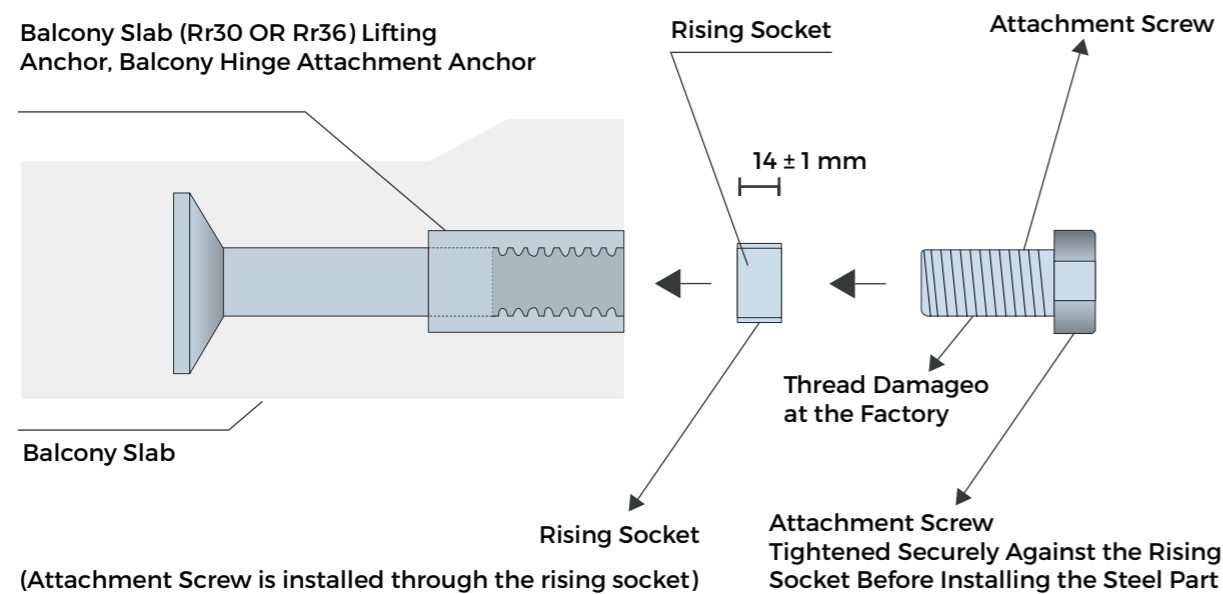 Balcony Slab (Rr30 OR Rr36) Lifting
Anchor, Balcony Hinge Attachment Anchor
Rising Socket
Attachment Screw
14 ± 1 mm
Thread Damageo
at the Factory
Balcony Slab
Rising Socket
Attachment Screw
Tightened Securely Against the Rising
Socket Before Installing the Steel Part
(Attachment Screw is installed through the rising socket)